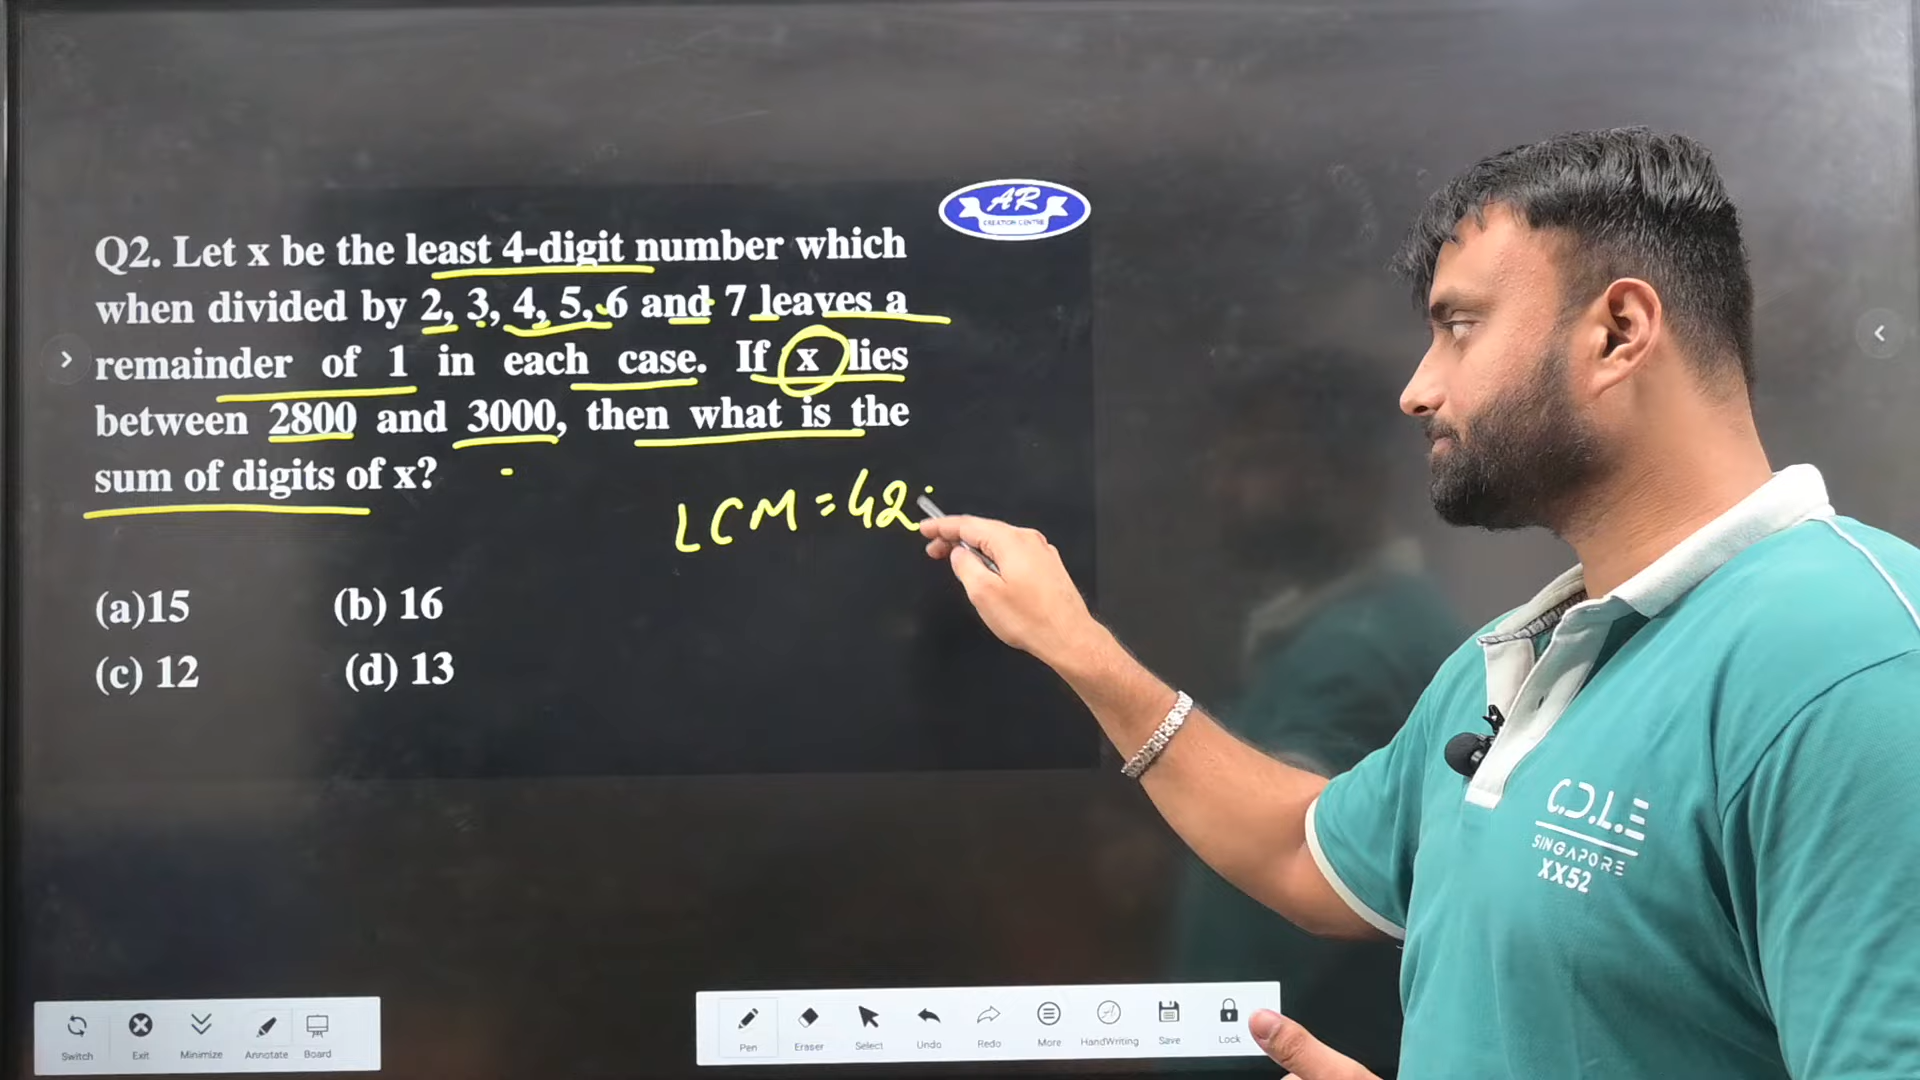 AR
CREATION CENTRE
Q2. Let x be the least 4-digit number which
when divided by 2, 3, 4, 5, 6 and 7 leaves a
remainder of 1 in each case. If x lies
between 2800 and 3000, then what is the
sum of digits of x?
LCM = 42
(a)15 (b) 16
(c) 12 (d) 13
C.D.L.E
SINGAPORE
XX52
Switch Exit Minimize Annotate Board
Pen Eraser Select Undo Redo More HandWriting Save Lock